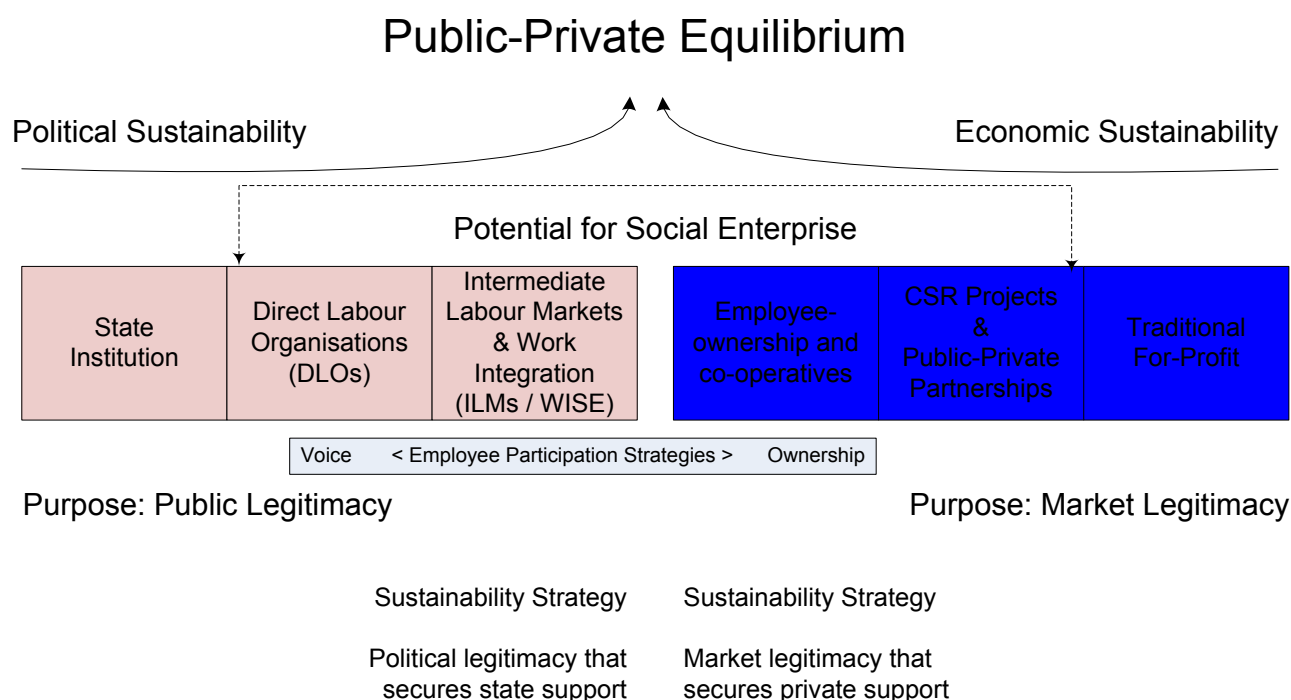 Public-Private Equilibrium
Political Sustainability
Economic Sustainability
Potential for Social Enterprise
State
Institution
Direct Labour
Organisations
(DLOs)
Intermediate
Labour Markets
& Work
Integration
(ILMs / WISE)
Employee-
ownership and
co-operatives
CSR Projects
&
Public-Private
Partnerships
Traditional
For-Profit
Voice < Employee Participation Strategies > Ownership
Purpose: Public Legitimacy
Purpose: Market Legitimacy
Sustainability Strategy
Political legitimacy that
secures state support
Sustainability Strategy
Market legitimacy that
secures private support